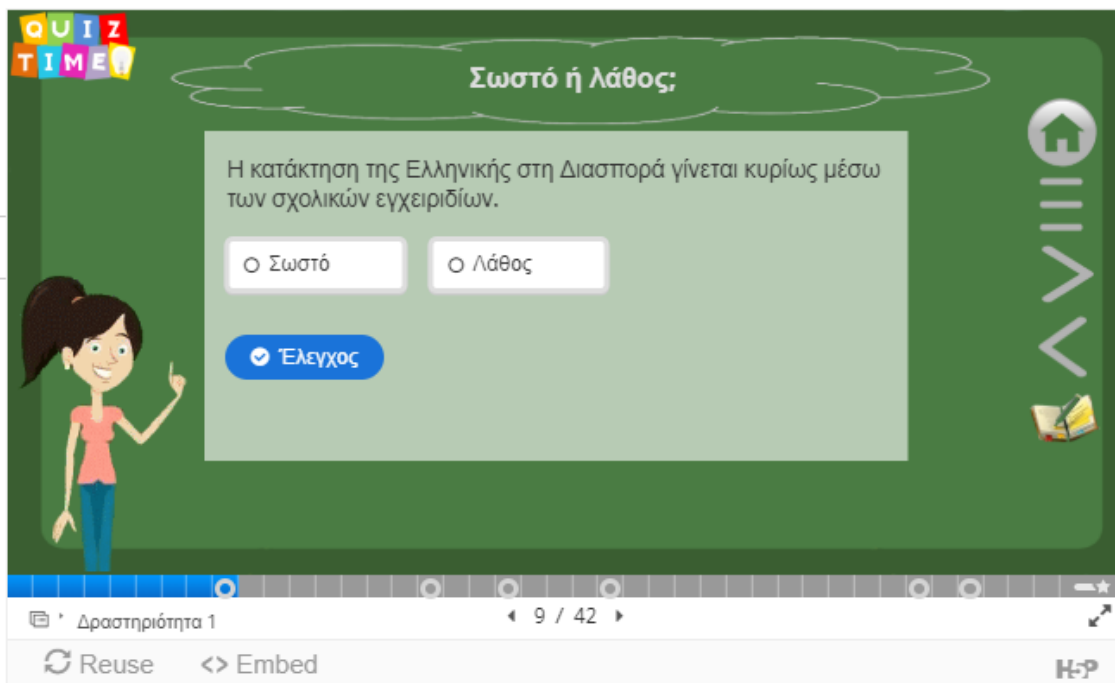 QUIZ
TIME
Σωστό ή λάθος;
Η κατάκτηση της Ελληνικής στη Διασπορά γίνεται κυρίως μέσω
των σχολικών εγχειριδίων.
Σωστό
Λάθος
Έλεγχος
Δραστηριότητα 1
9 / 42
Reuse
<> Embed
H5P